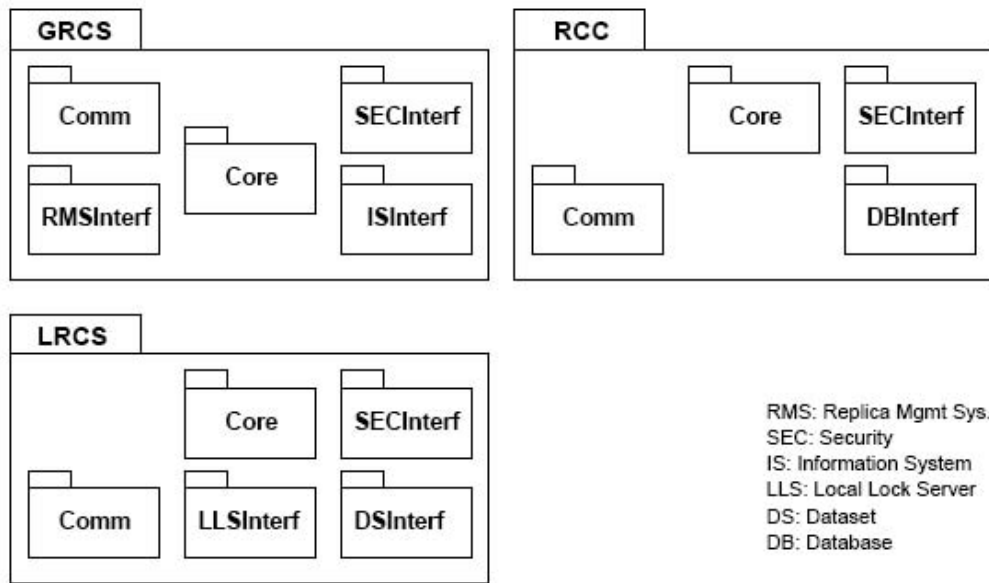 GRCS
Comm
SECInterf
Core
RMSInterf
ISInterf
RCC
Core
SECInterf
Comm
DBInterf
LRCS
Core
SECInterf
Comm
LLSInterf
DSInterf
RMS: Replica Mgmt Sys.
SEC: Security
IS: Information System
LLS: Local Lock Server
DS: Dataset
DB: Database